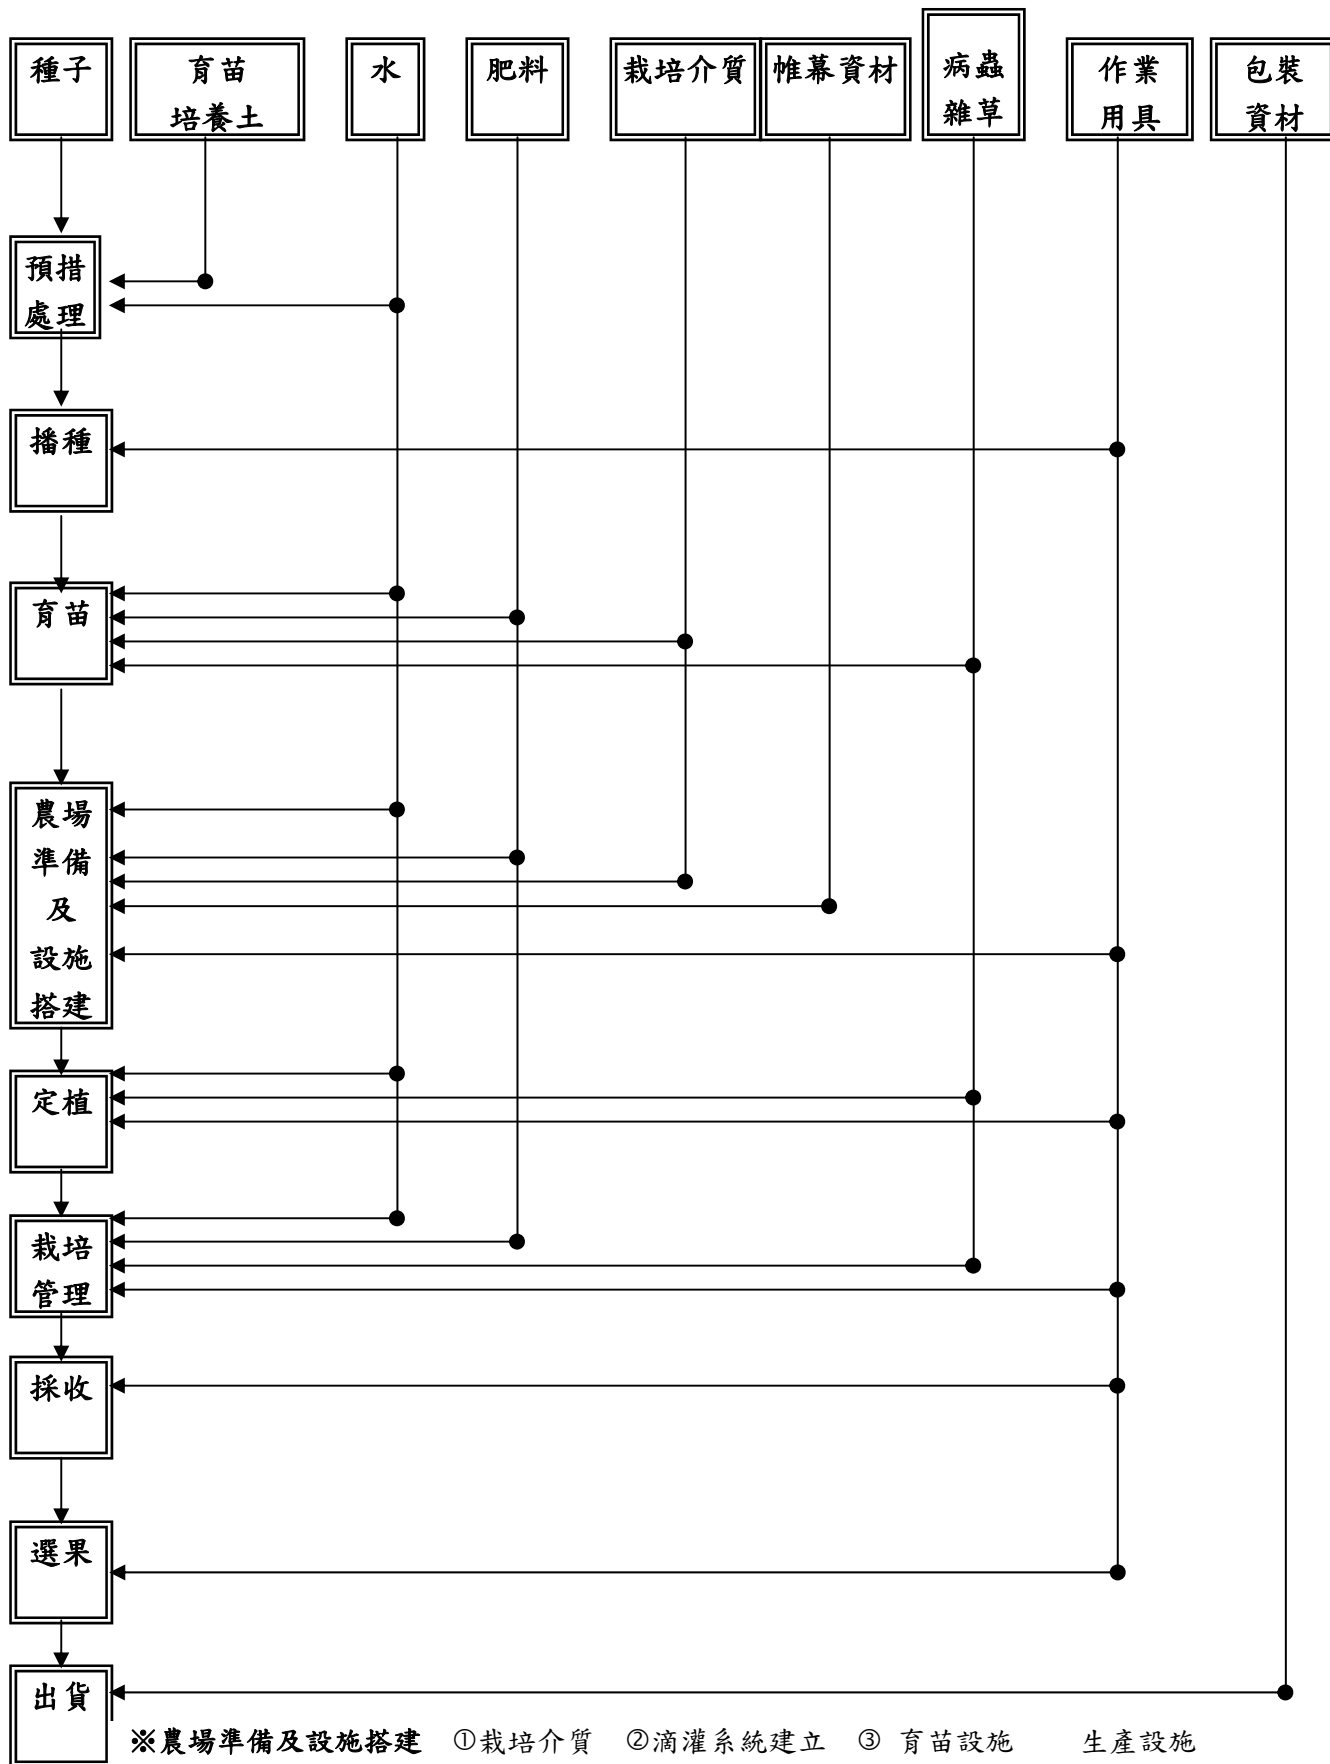 種子
育苗
培養土
水
肥料
栽培介質
帷幕資材
病蟲
雜草
作業
用具
包裝
資材
預措
處理
播種
育苗
農場
準備
及
設施
搭建
定植
栽培
管理
採收
選果
出貨
※農場準備及設施搭建 ①栽培介質 ②滴灌系統建立 ③ 育苗設施 生產設施